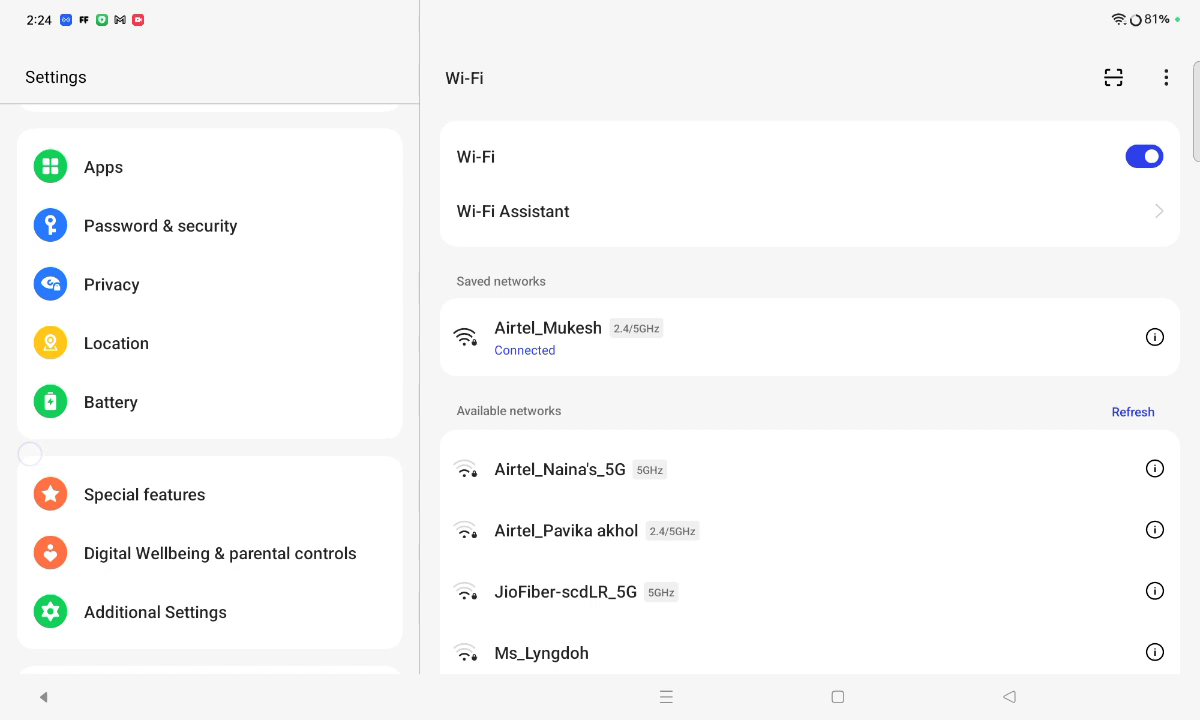 2:24
FF
81%
Settings
Wi-Fi
Apps
Password & security
Privacy
Location
Battery
Special features
Digital Wellbeing & parental controls
Additional Settings
Wi-Fi
Wi-Fi Assistant
Saved networks
Airtel_Mukesh 2.4/5GHz
Connected
Available networks Refresh
Airtel_Naina's_5G 5GHz
Airtel_Pavika akhol 2.4/5GHz
JioFiber-scdLR_5G 5GHz
Ms_Lyngdoh